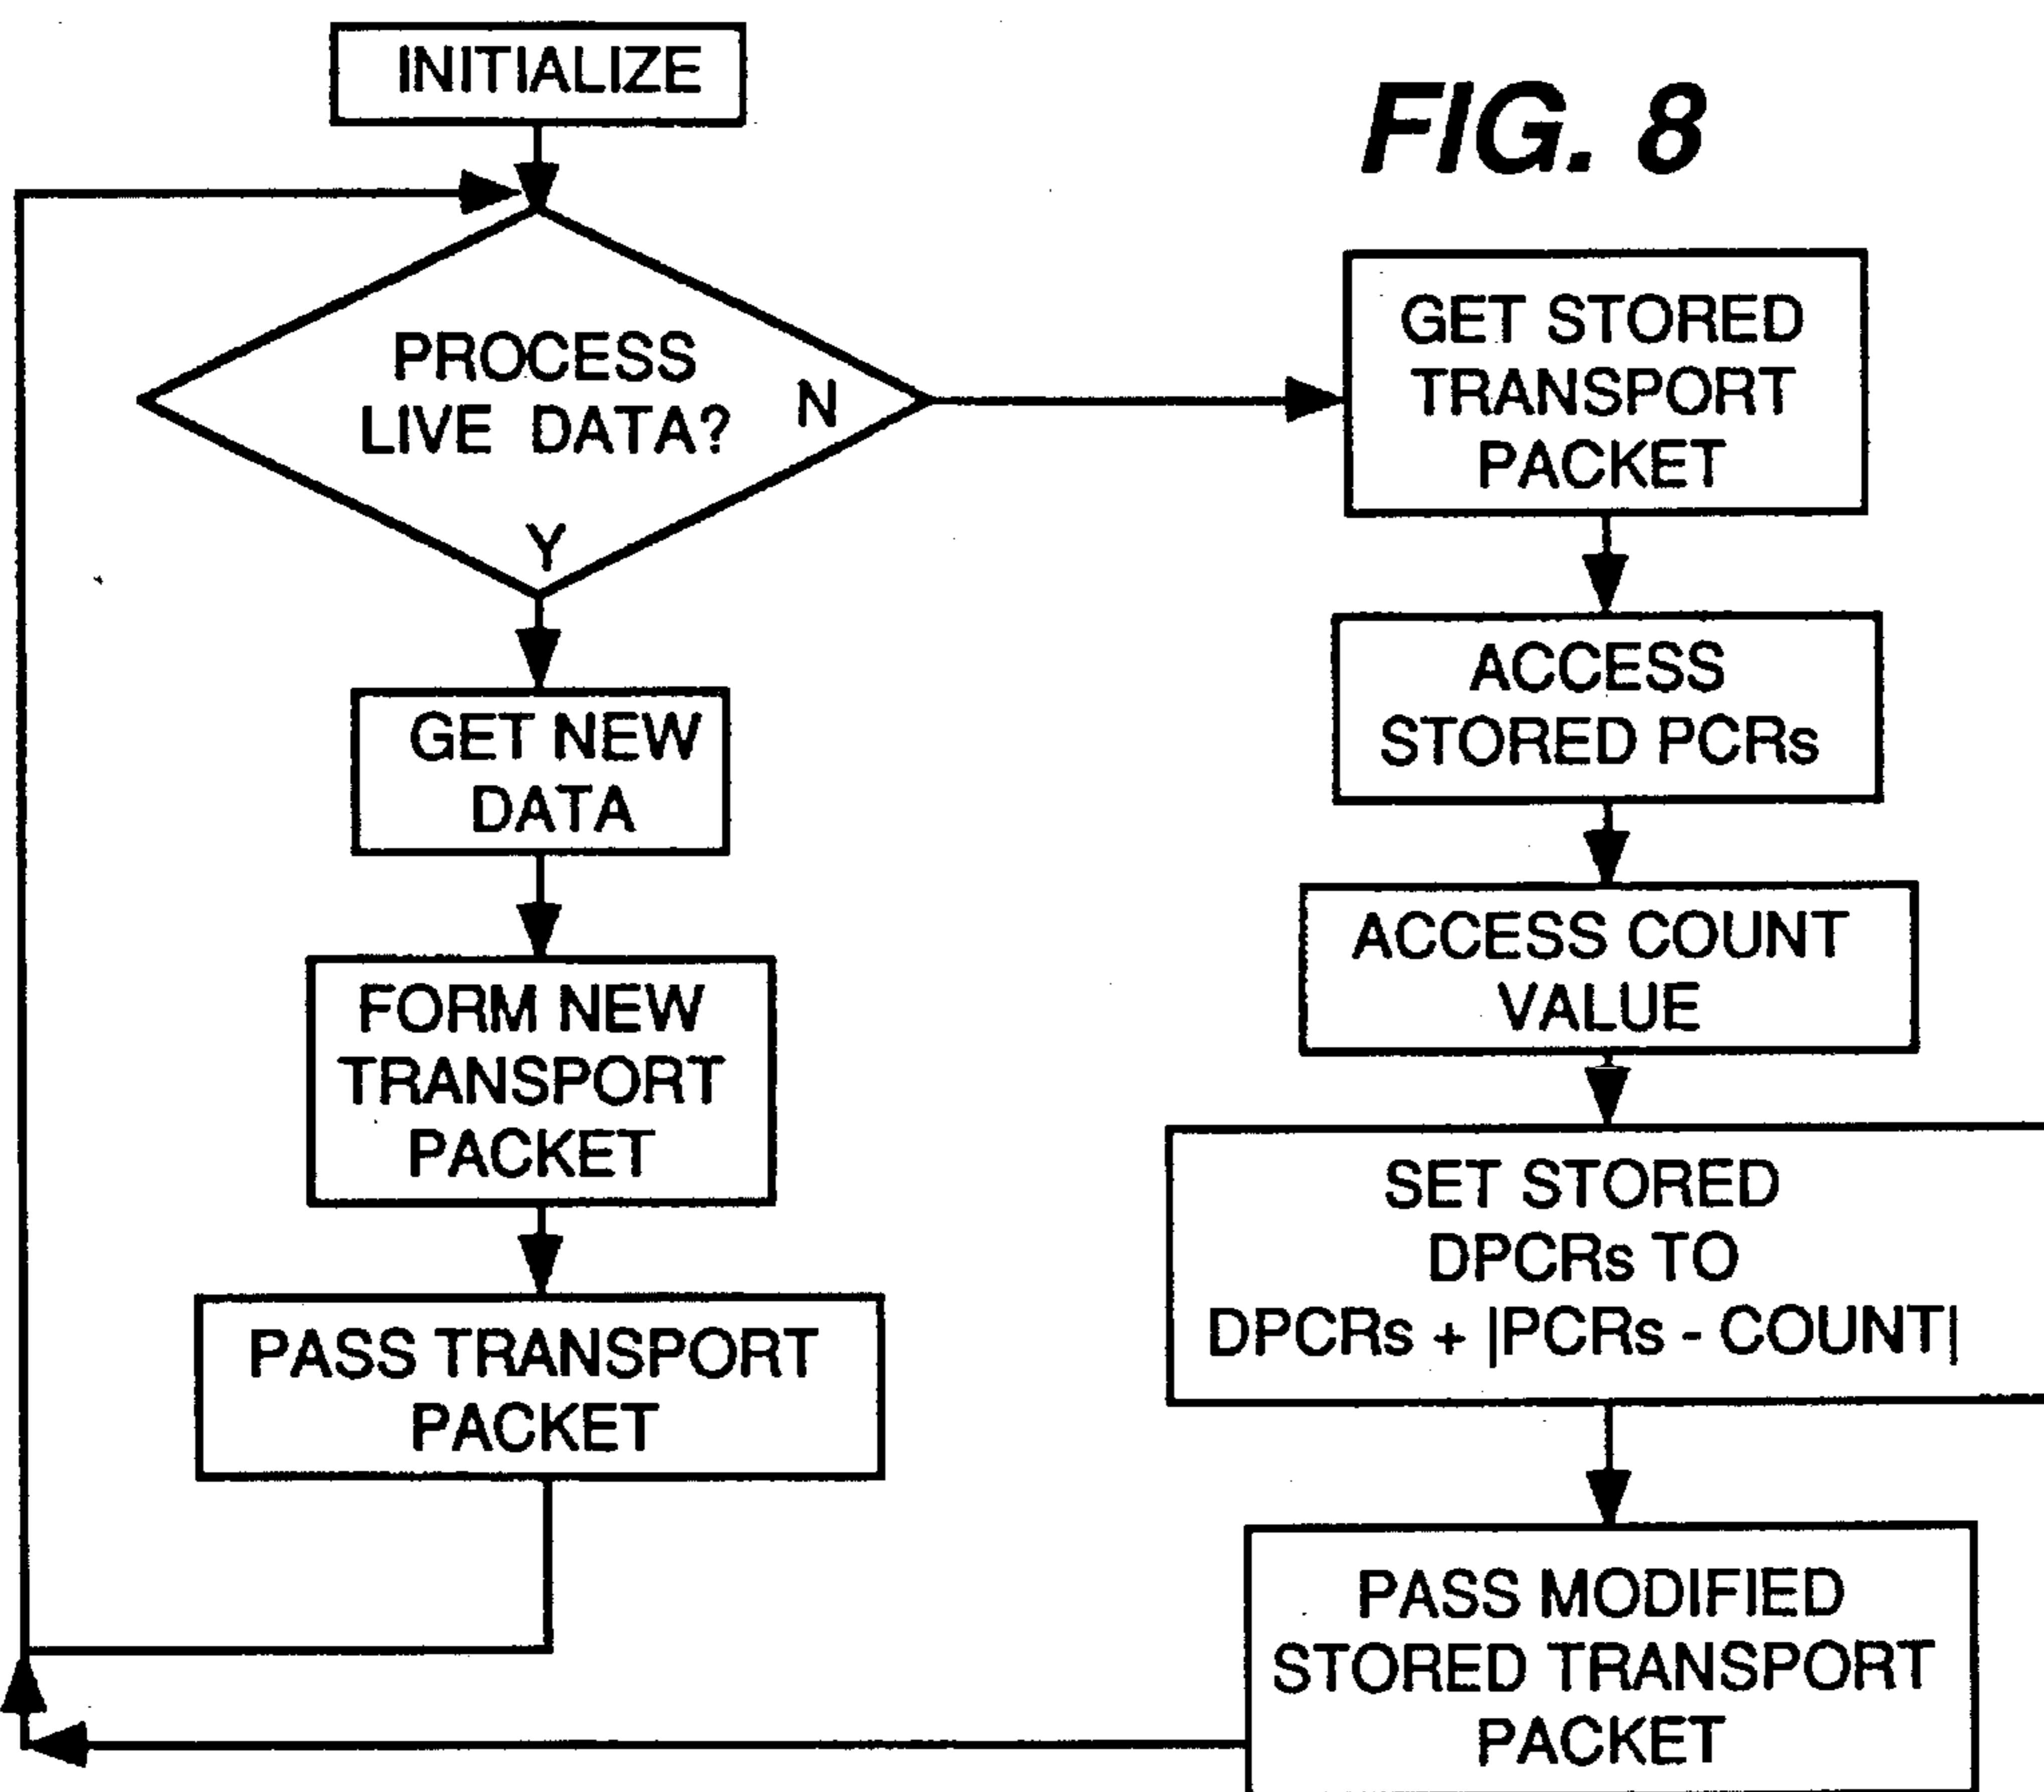 INITIALIZE
FIG. 8
PROCESS
LIVE DATA?
N
Y
GET NEW
DATA
FORM NEW
TRANSPORT
PACKET
PASS TRANSPORT
PACKET
GET STORED
TRANSPORT
PACKET
ACCESS
STORED PCRs
ACCESS COUNT
VALUE
SET STORED
DPCRs TO
DPCRs + |PCRs - COUNT|
PASS MODIFIED
STORED TRANSPORT
PACKET